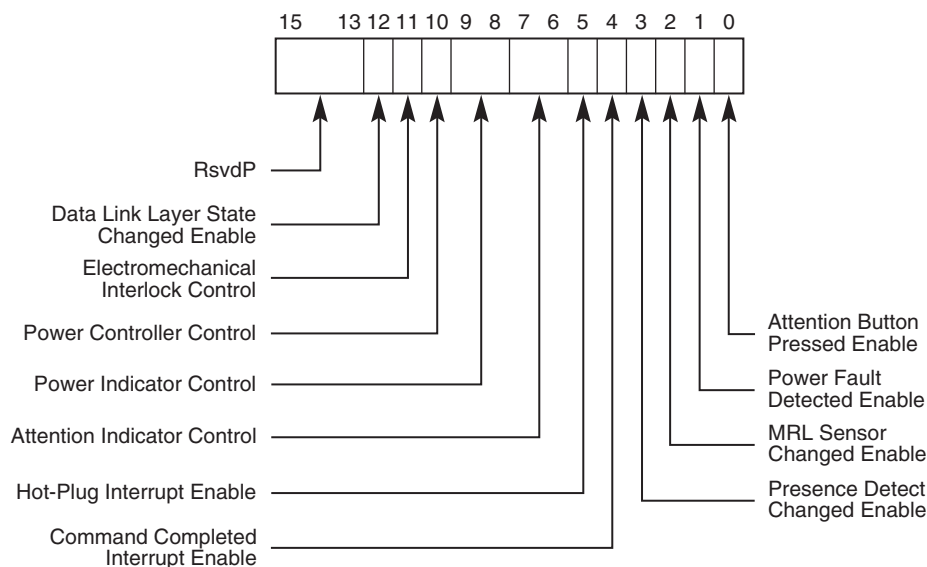 15 13 12 11 10 9 8 7 6 5 4 3 2 1 0
RsvdP
Data Link Layer State
Changed Enable
Electromechanical
Interlock Control
Power Controller Control
Power Indicator Control
Attention Indicator Control
Hot-Plug Interrupt Enable
Command Completed
Interrupt Enable
Attention Button
Pressed Enable
Power Fault
Detected Enable
MRL Sensor
Changed Enable
Presence Detect
Changed Enable